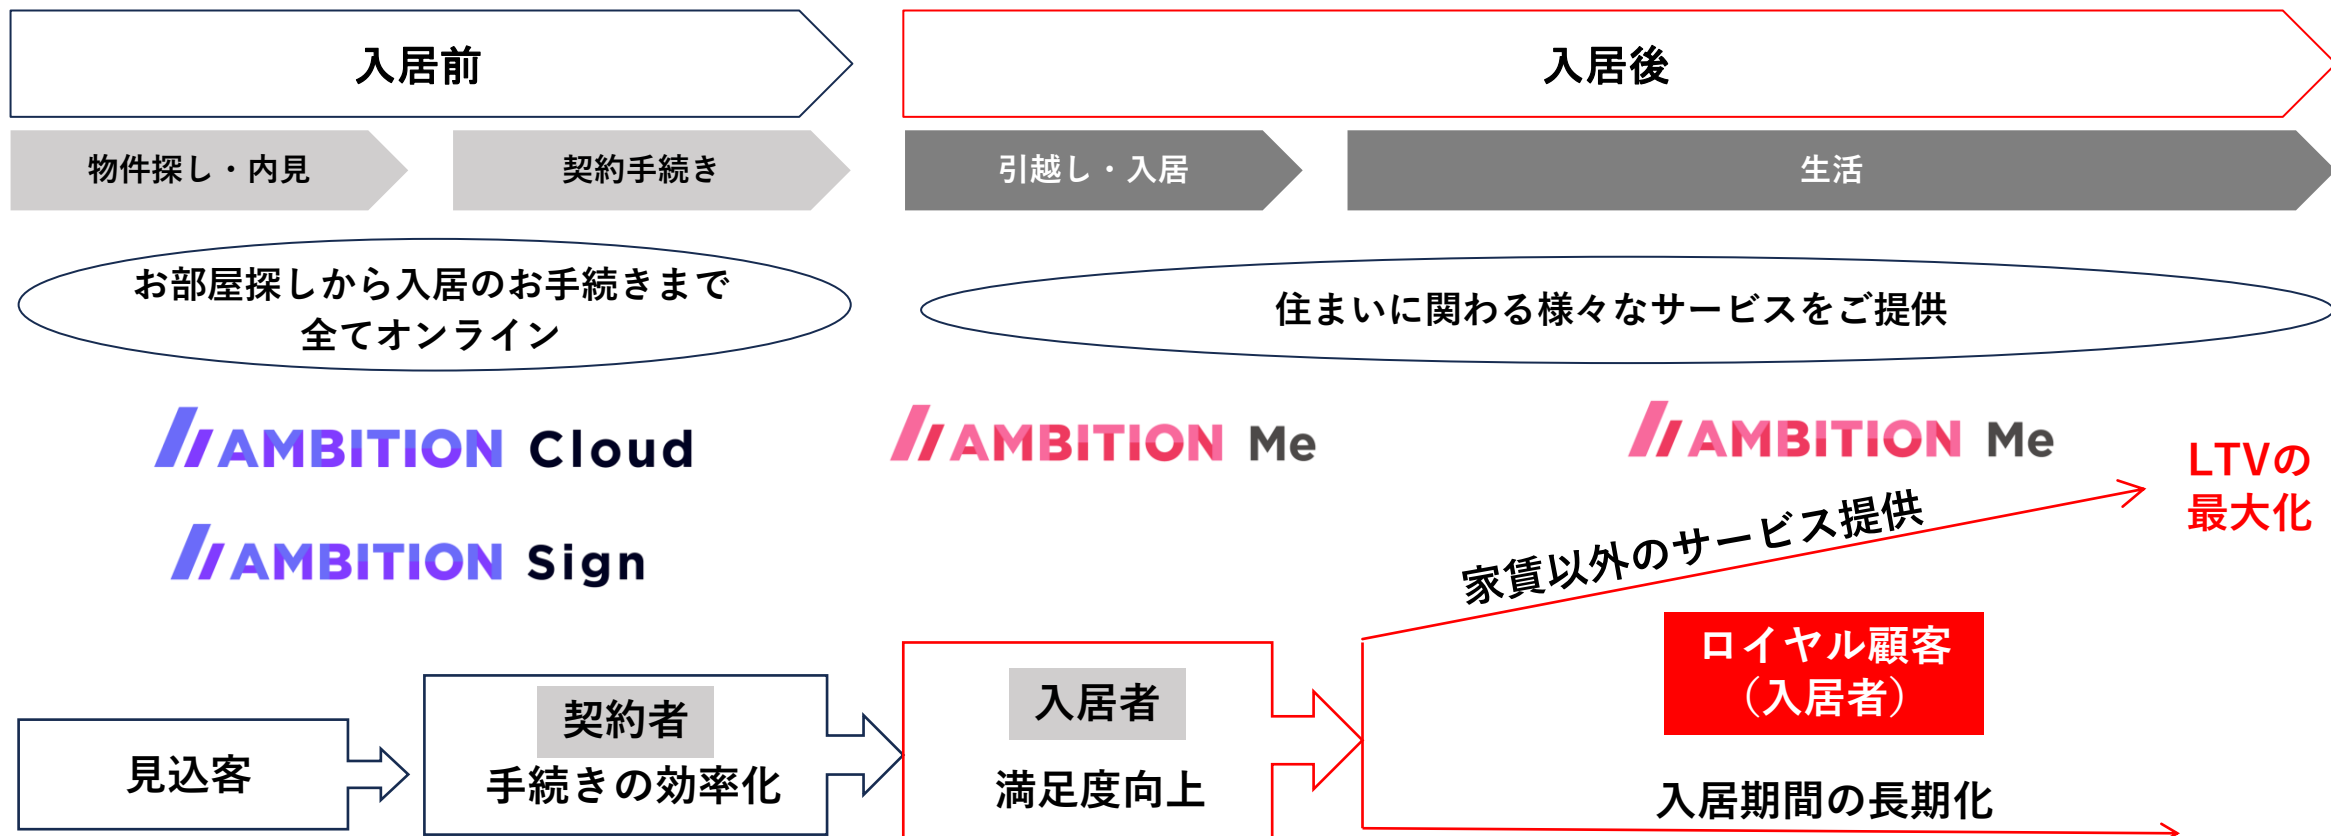 入居前
入居後
物件探し・内見
契約手続き
引越し・入居
生活
お部屋探しから入居のお手続きまで
全てオンライン
住まいに関わる様々なサービスをご提供
AMBITION Cloud
AMBITION Me
AMBITION Me
LTVの
最大化
AMBITION Sign
家賃以外のサービス提供
ロイヤル顧客
（入居者）
見込客
契約者
手続きの効率化
入居者
満足度向上
入居期間の長期化